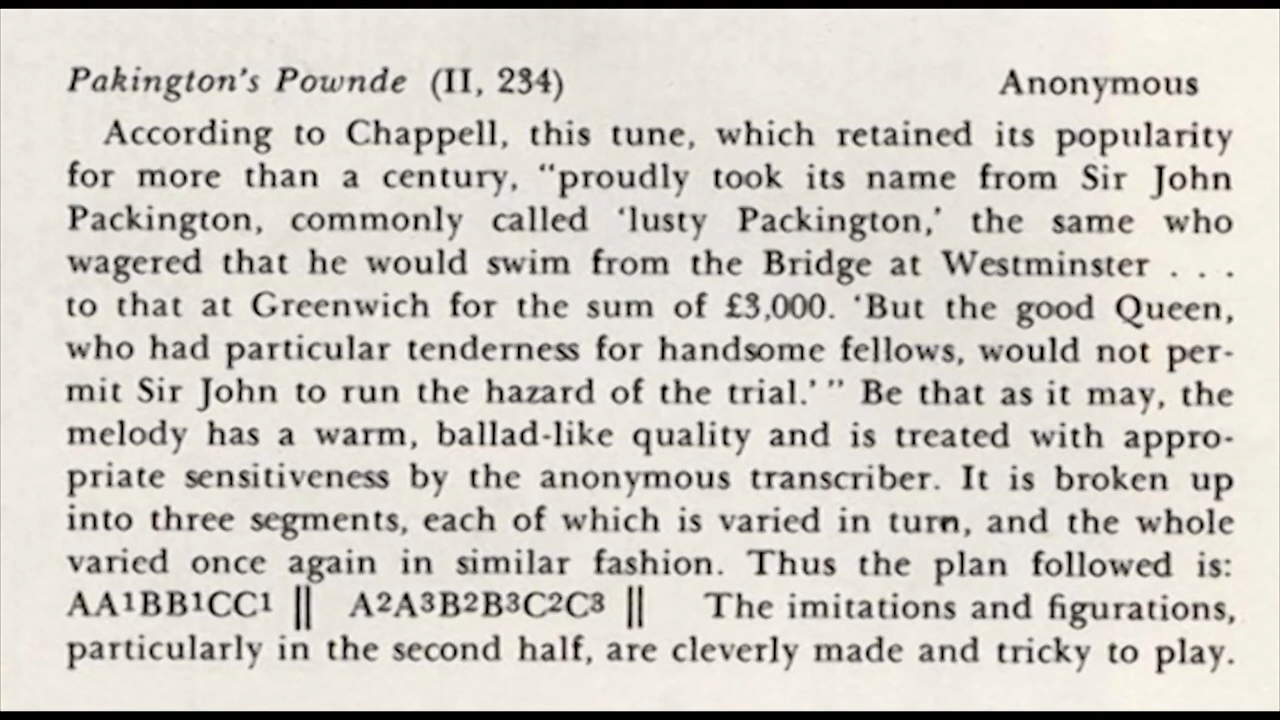 Pakington's Pownde (II, 234) Anonymous
According to Chappell, this tune, which retained its popularity
for more than a century, “proudly took its name from Sir John
Packington, commonly called ‘lusty Packington,’ the same who
wagered that he would swim from the Bridge at Westminster . . .
to that at Greenwich for the sum of £3,000. ‘But the good Queen,
who had particular tenderness for handsome fellows, would not per-
mit Sir John to run the hazard of the trial.’ ” Be that as it may, the
melody has a warm, ballad-like quality and is treated with appro-
priate sensitiveness by the anonymous transcriber. It is broken up
into three segments, each of which is varied in turn, and the whole
varied once again in similar fashion. Thus the plan followed is:
AA1BB1CC1 || A2A3B2B3C2C3 || The imitations and figurations,
particularly in the second half, are cleverly made and tricky to play.